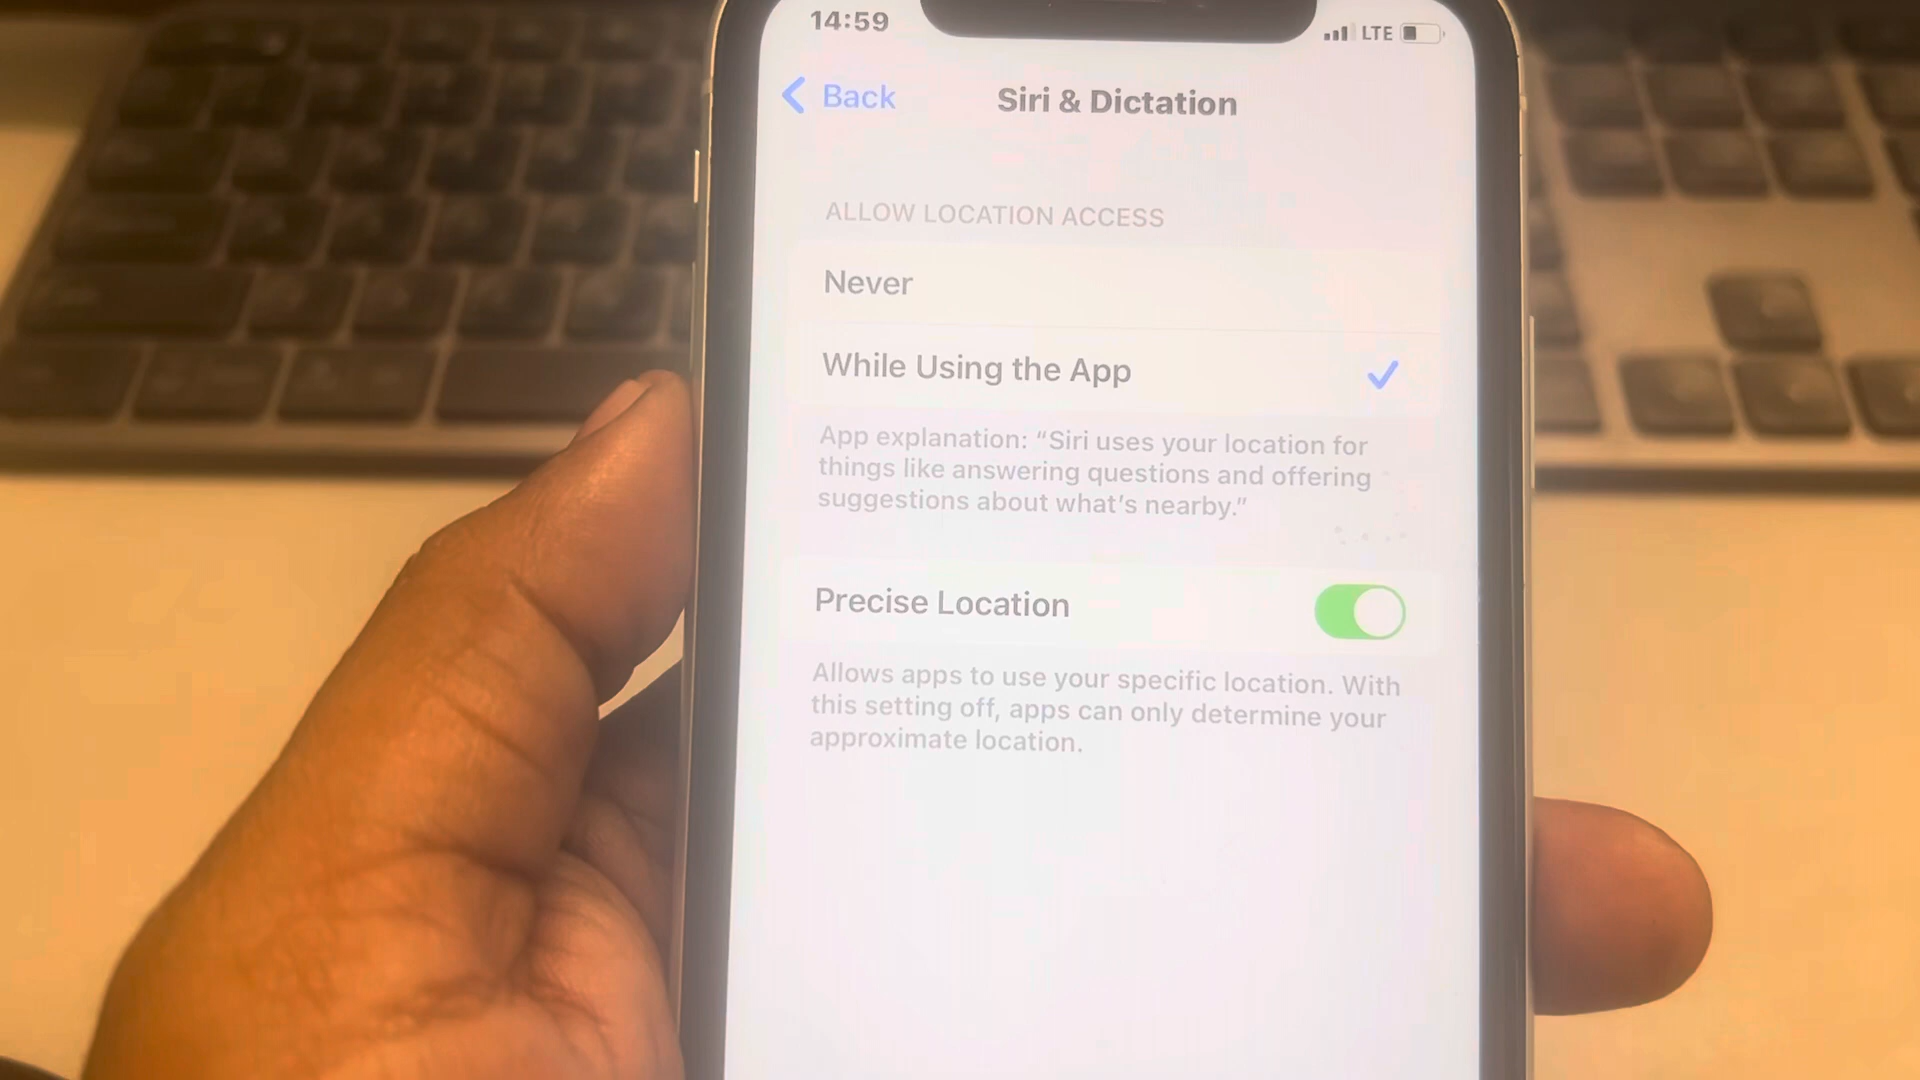 14:59
LTE
Back
Siri & Dictation
ALLOW LOCATION ACCESS
Never
While Using the App
App explanation: “Siri uses your location for
things like answering questions and offering
suggestions about what’s nearby.”
Precise Location
Allows apps to use your specific location. With
this setting off, apps can only determine your
approximate location.